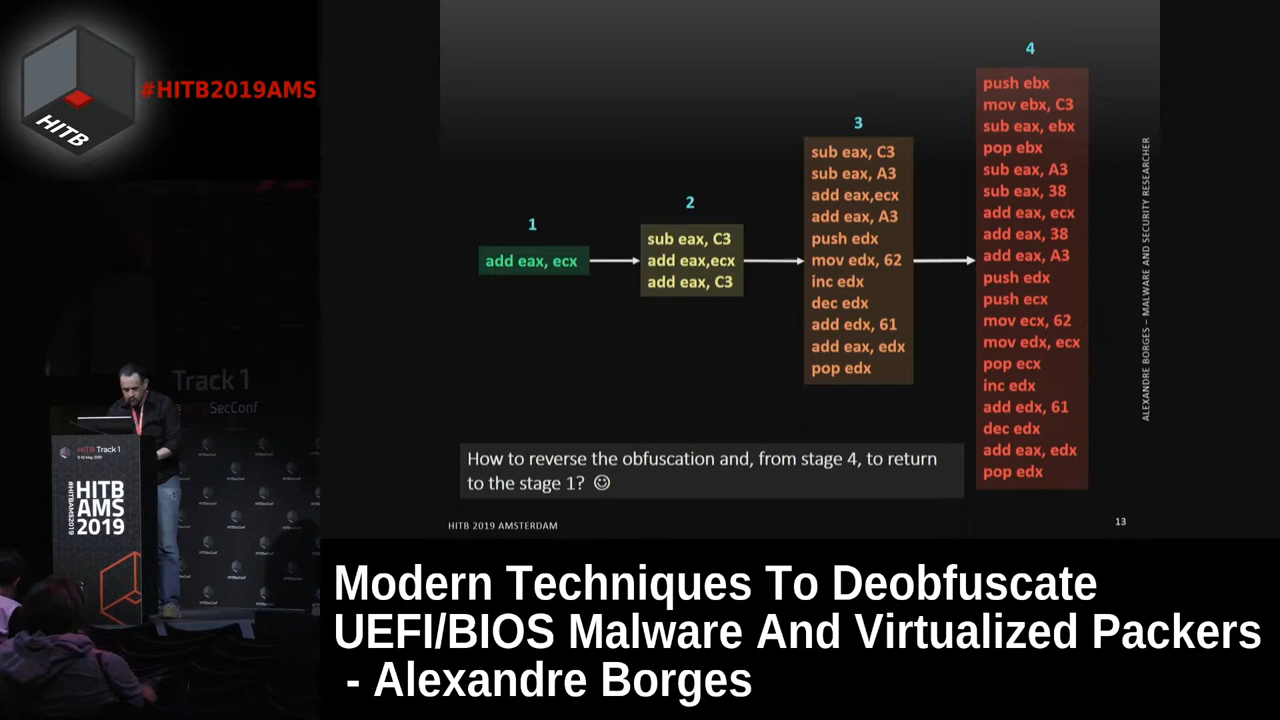 #HITB2019AMS
HITB
Track 1
SecConf
HITB Track 1
#HITBAMS2019
HITB
AMS
2019
1
add eax, ecx
2
sub eax, C3
add eax,ecx
add eax, C3
3
sub eax, C3
sub eax, A3
add eax,ecx
add eax, A3
push edx
mov edx, 62
inc edx
dec edx
add edx, 61
add eax, edx
pop edx
4
push ebx
mov ebx, C3
sub eax, ebx
pop ebx
sub eax, A3
sub eax, 38
add eax, ecx
add eax, 38
add eax, A3
push edx
push ecx
mov ecx, 62
mov edx, ecx
pop ecx
inc edx
add edx, 61
dec edx
add eax, edx
pop edx
ALEXANDRE BORGES – MALWARE AND SECURITY RESEARCHER
How to reverse the obfuscation and, from stage 4, to return
to the stage 1? ☺
HITB 2019 AMSTERDAM
13
Modern Techniques To Deobfuscate
UEFI/BIOS Malware And Virtualized Packers
- Alexandre Borges